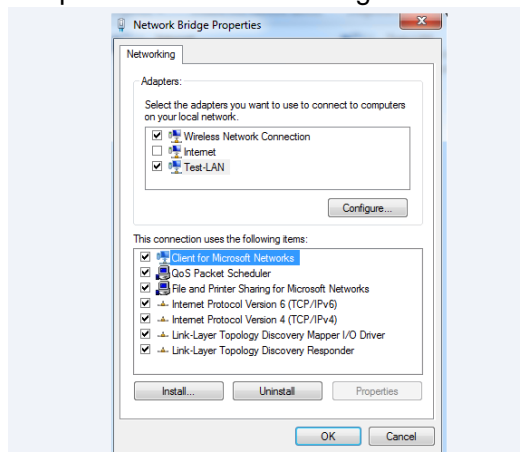 Network Bridge Properties
Networking
Adapters:
Select the adapters you want to use to connect to computers
on your local network.
Wireless Network Connection
Internet
Test-LAN
Configure...
This connection uses the following items:
Client for Microsoft Networks
QoS Packet Scheduler
File and Printer Sharing for Microsoft Networks
Internet Protocol Version 6 (TCP/IPv6)
Internet Protocol Version 4 (TCP/IPv4)
Link-Layer Topology Discovery Mapper I/O Driver
Link-Layer Topology Discovery Responder
Install... Uninstall Properties
OK Cancel